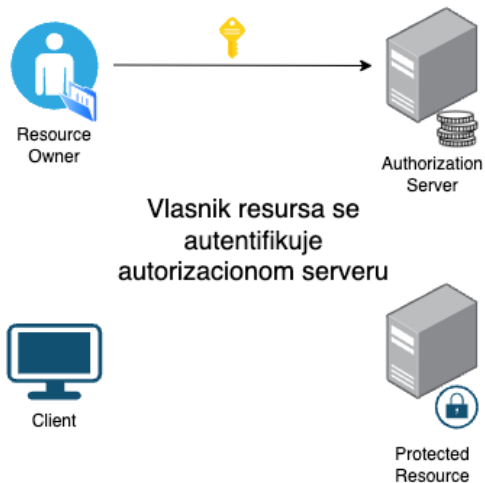 Resource
Owner
Authorization
Server
Vlasnik resursa se
autentifikuje
autorizacionom serveru
Client
Protected
Resource